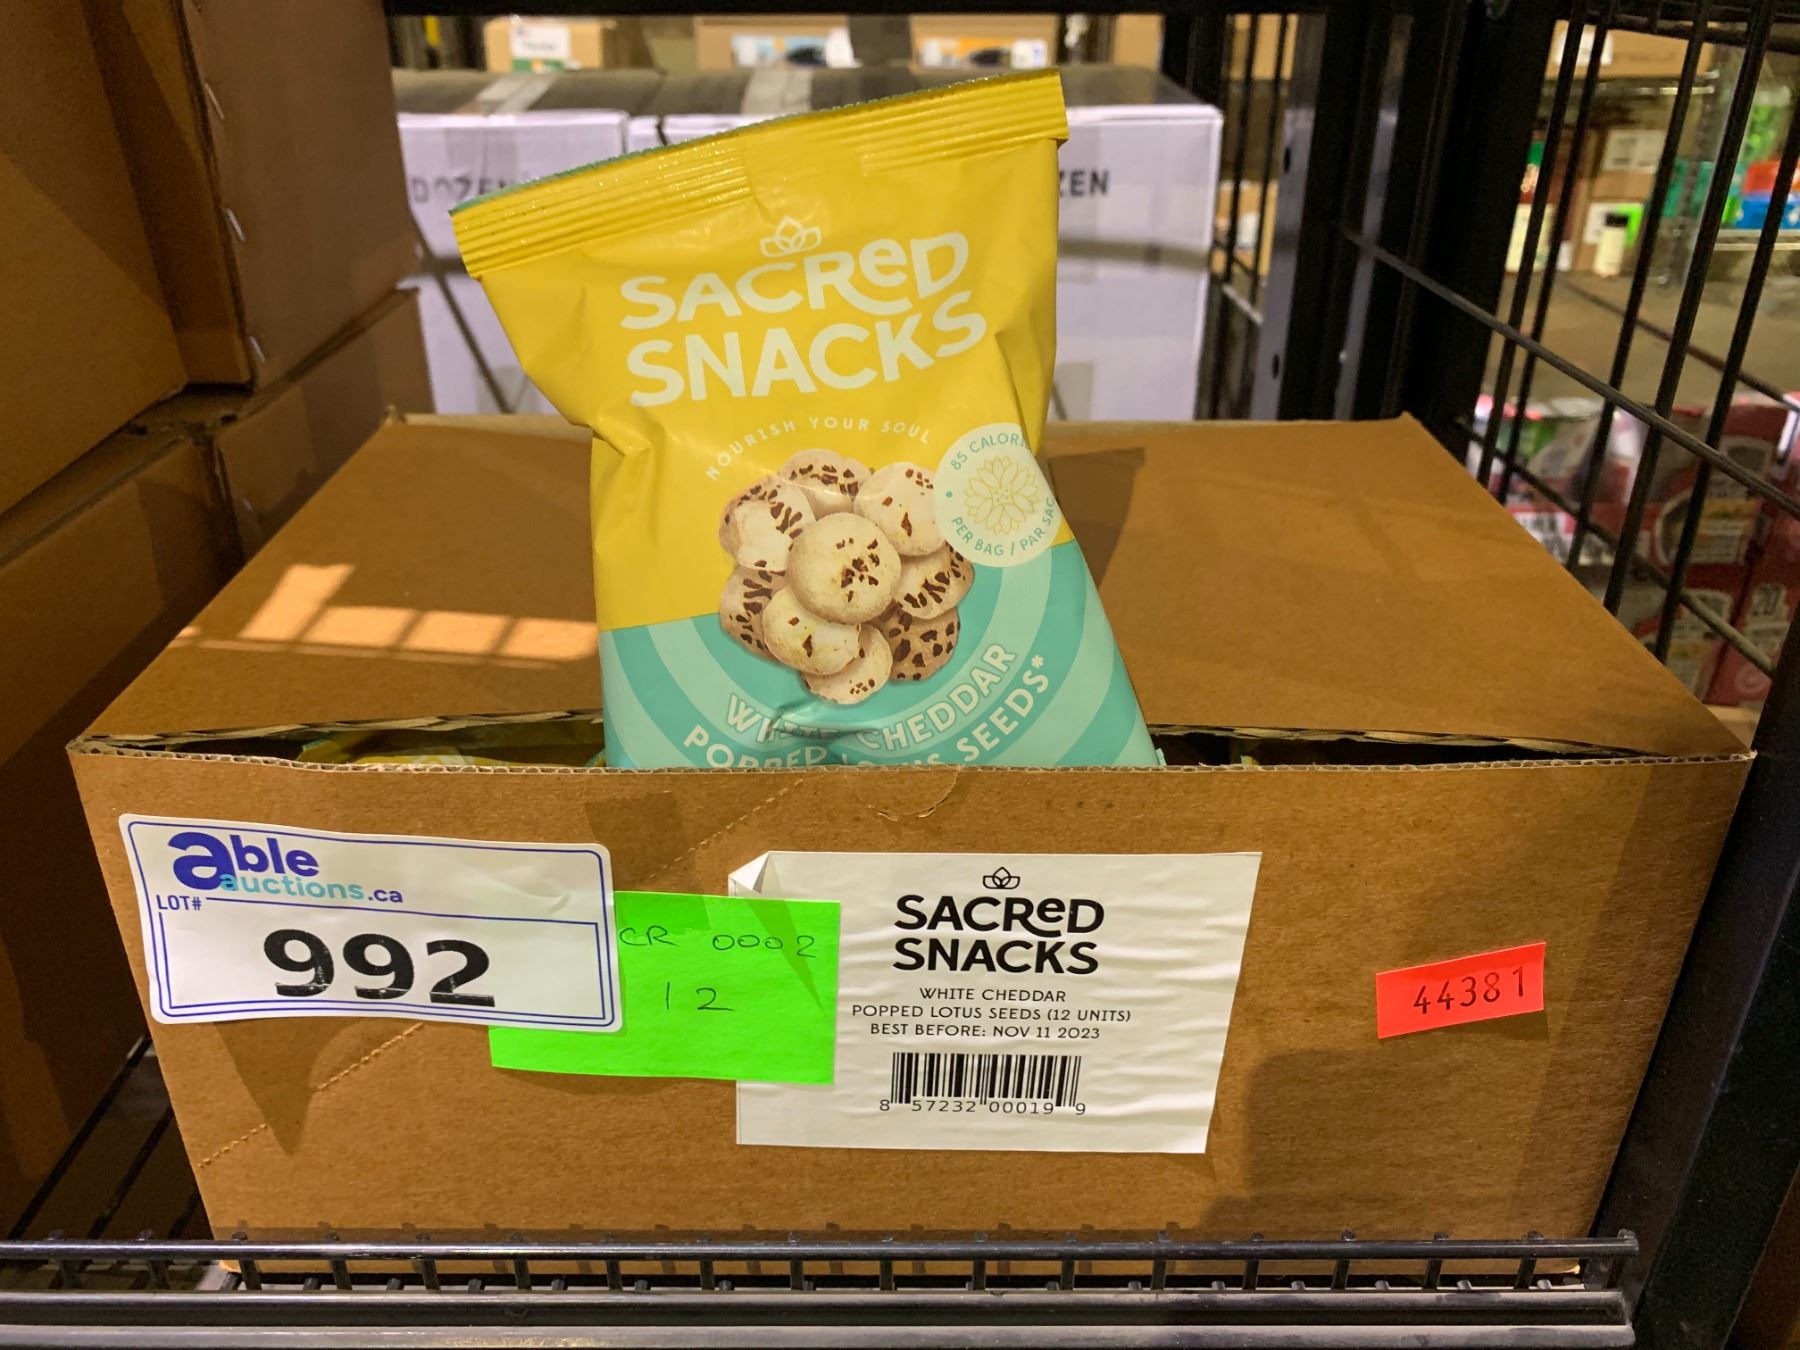 DOZEN
ZEN
SACRED
SNACKS
NOURISH YOUR SOUL
85 CALORI
PER BAG / PAR SAC
WHITE CHEDDAR
POPPED LOTUS SEEDS*
able
auctions.ca
LOT#
992
CR 0002
12
SACRED
SNACKS
WHITE CHEDDAR
POPPED LOTUS SEEDS (12 UNITS)
BEST BEFORE: NOV 11 2023
8 57232 00019 9
44381